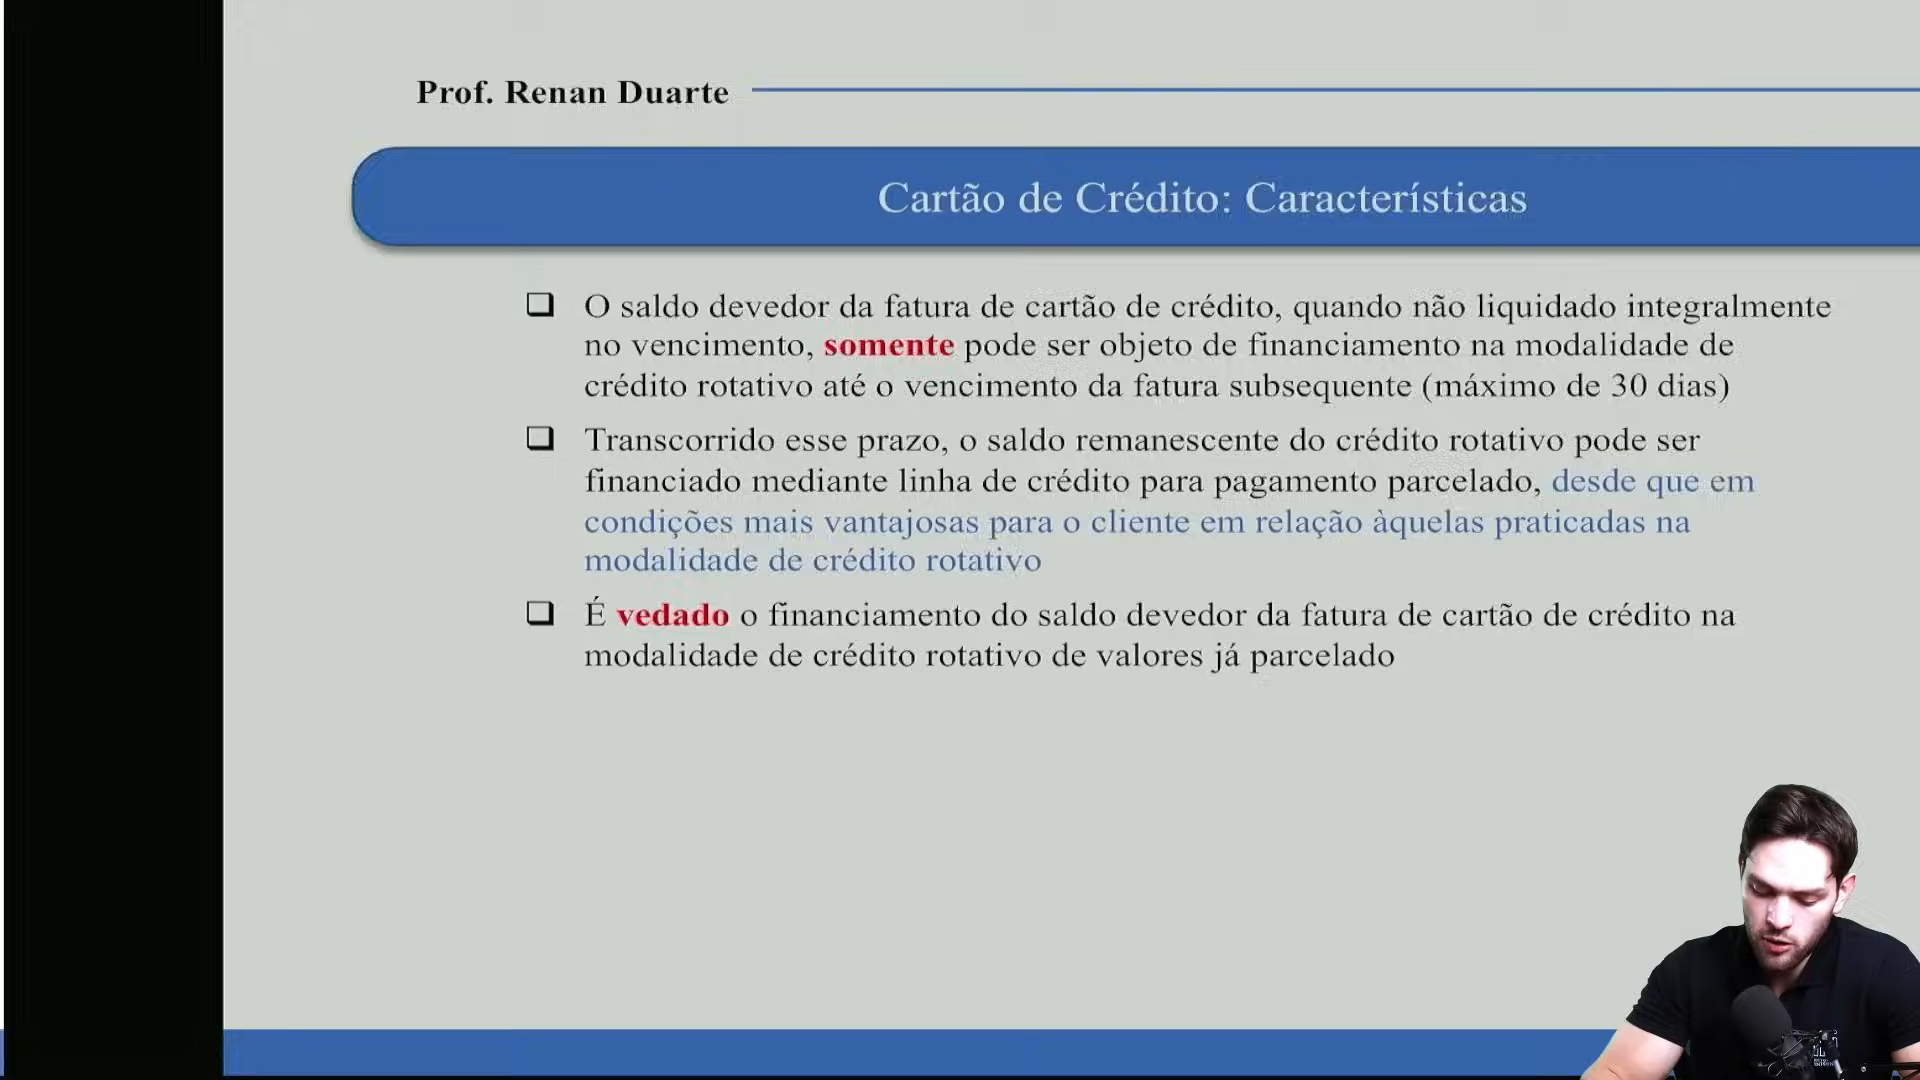 Prof. Renan Duarte
Cartão de Crédito: Características
O saldo devedor da fatura de cartão de crédito, quando não liquidado integralmente
no vencimento, somente pode ser objeto de financiamento na modalidade de
crédito rotativo até o vencimento da fatura subsequente (máximo de 30 dias)
Transcorrido esse prazo, o saldo remanescente do crédito rotativo pode ser
financiado mediante linha de crédito para pagamento parcelado, desde que em
condições mais vantajosas para o cliente em relação àquelas praticadas na
modalidade de crédito rotativo
É vedado o financiamento do saldo devedor da fatura de cartão de crédito na
modalidade de crédito rotativo de valores já parcelado